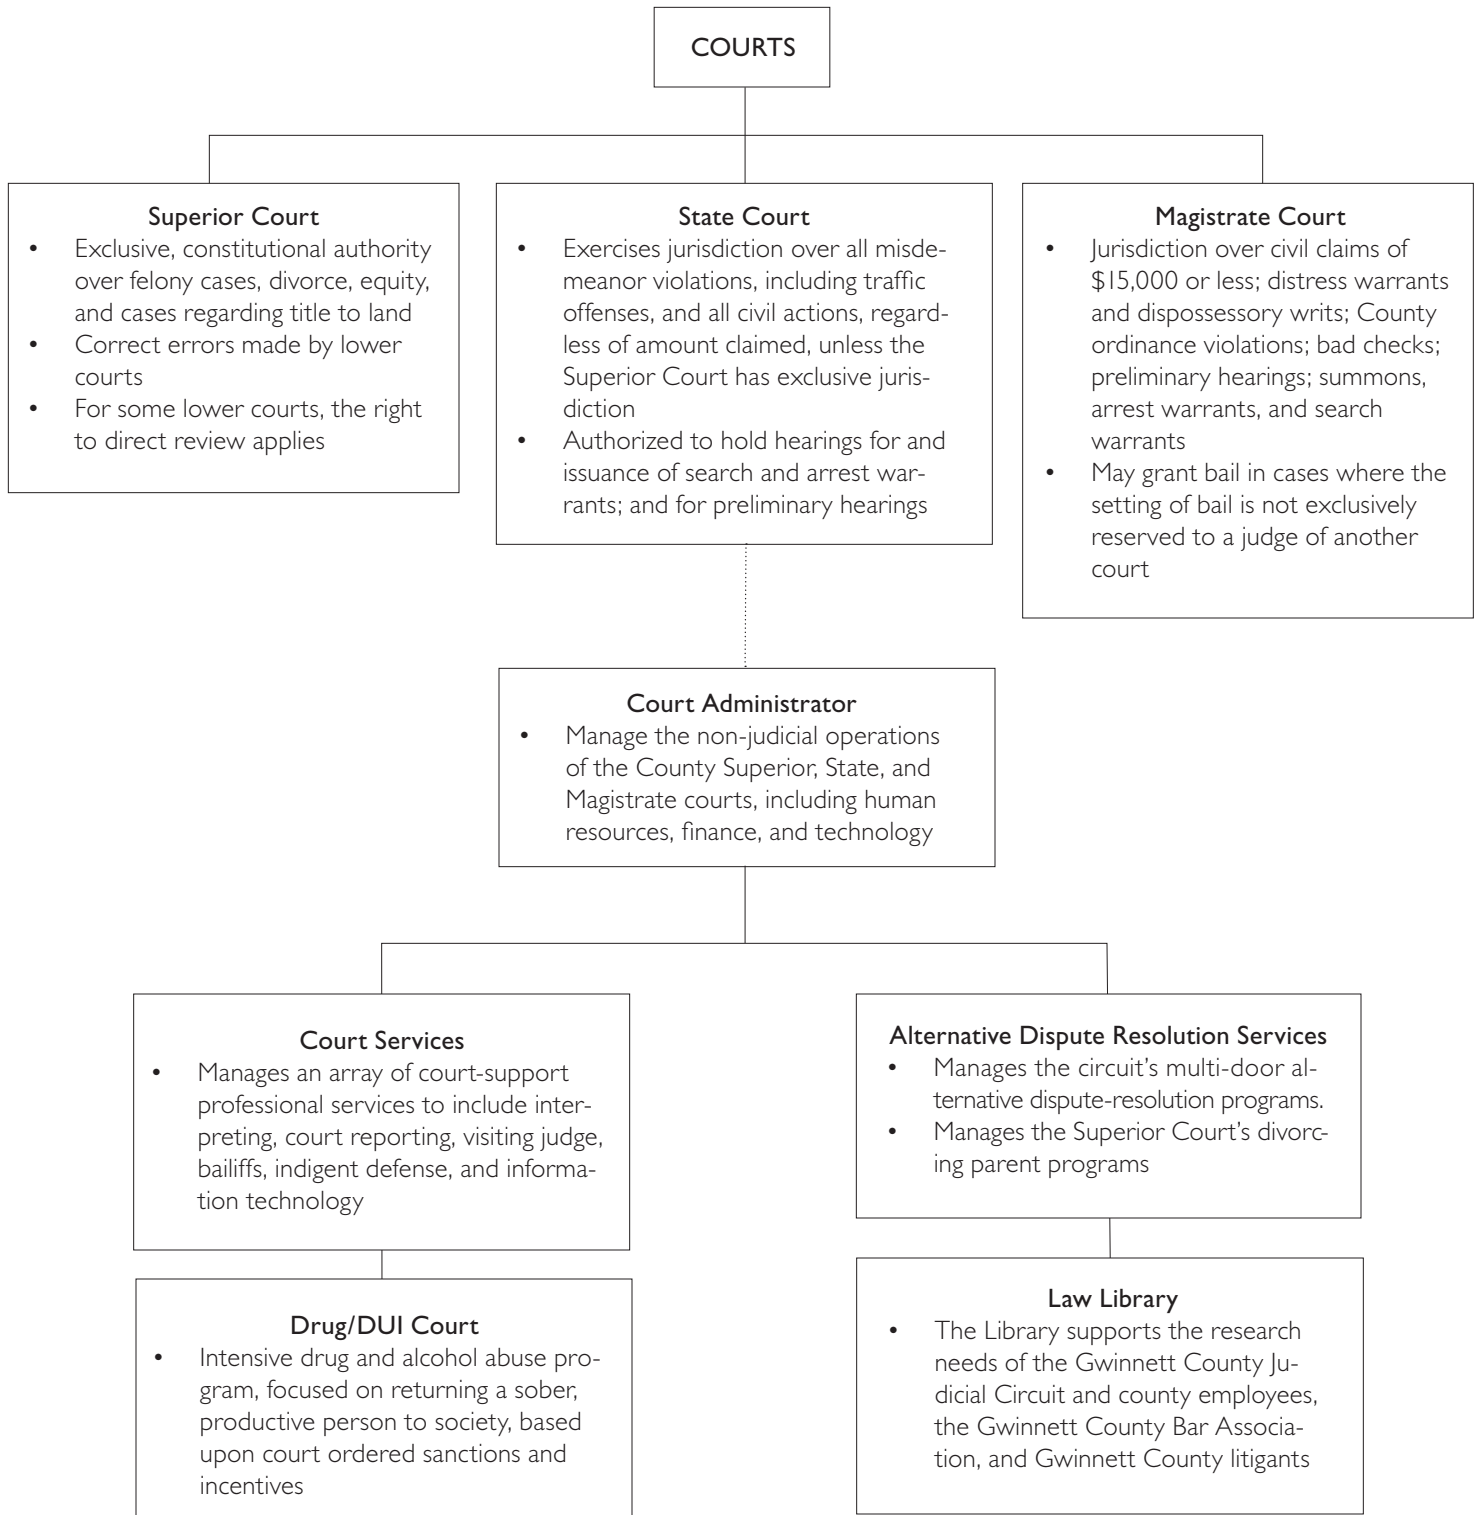 COURTS
Superior Court
• Exclusive, constitutional authority
over felony cases, divorce, equity,
and cases regarding title to land
• Correct errors made by lower
courts
• For some lower courts, the right
to direct review applies
State Court
• Exercises jurisdiction over all misde-
meanor violations, including traffic
offenses, and all civil actions, regard-
less of amount claimed, unless the
Superior Court has exclusive juris-
diction
• Authorized to hold hearings for and
issuance of search and arrest war-
rants; and for preliminary hearings
Magistrate Court
• Jurisdiction over civil claims of
$15,000 or less; distress warrants
and dispossessory writs; County
ordinance violations; bad checks;
preliminary hearings; summons,
arrest warrants, and search
warrants
• May grant bail in cases where the
setting of bail is not exclusively
reserved to a judge of another
court
Court Administrator
• Manage the non-judicial operations
of the County Superior, State, and
Magistrate courts, including human
resources, finance, and technology
Court Services
• Manages an array of court-support
professional services to include inter-
preting, court reporting, visiting judge,
bailiffs, indigent defense, and informa-
tion technology
Alternative Dispute Resolution Services
• Manages the circuit's multi-door al-
ternative dispute-resolution programs.
• Manages the Superior Court's divorc-
ing parent programs
Drug/DUI Court
• Intensive drug and alcohol abuse pro-
gram, focused on returning a sober,
productive person to society, based
upon court ordered sanctions and
incentives
Law Library
• The Library supports the research
needs of the Gwinnett County Ju-
dicial Circuit and county employees,
the Gwinnett County Bar Associa-
tion, and Gwinnett County litigants